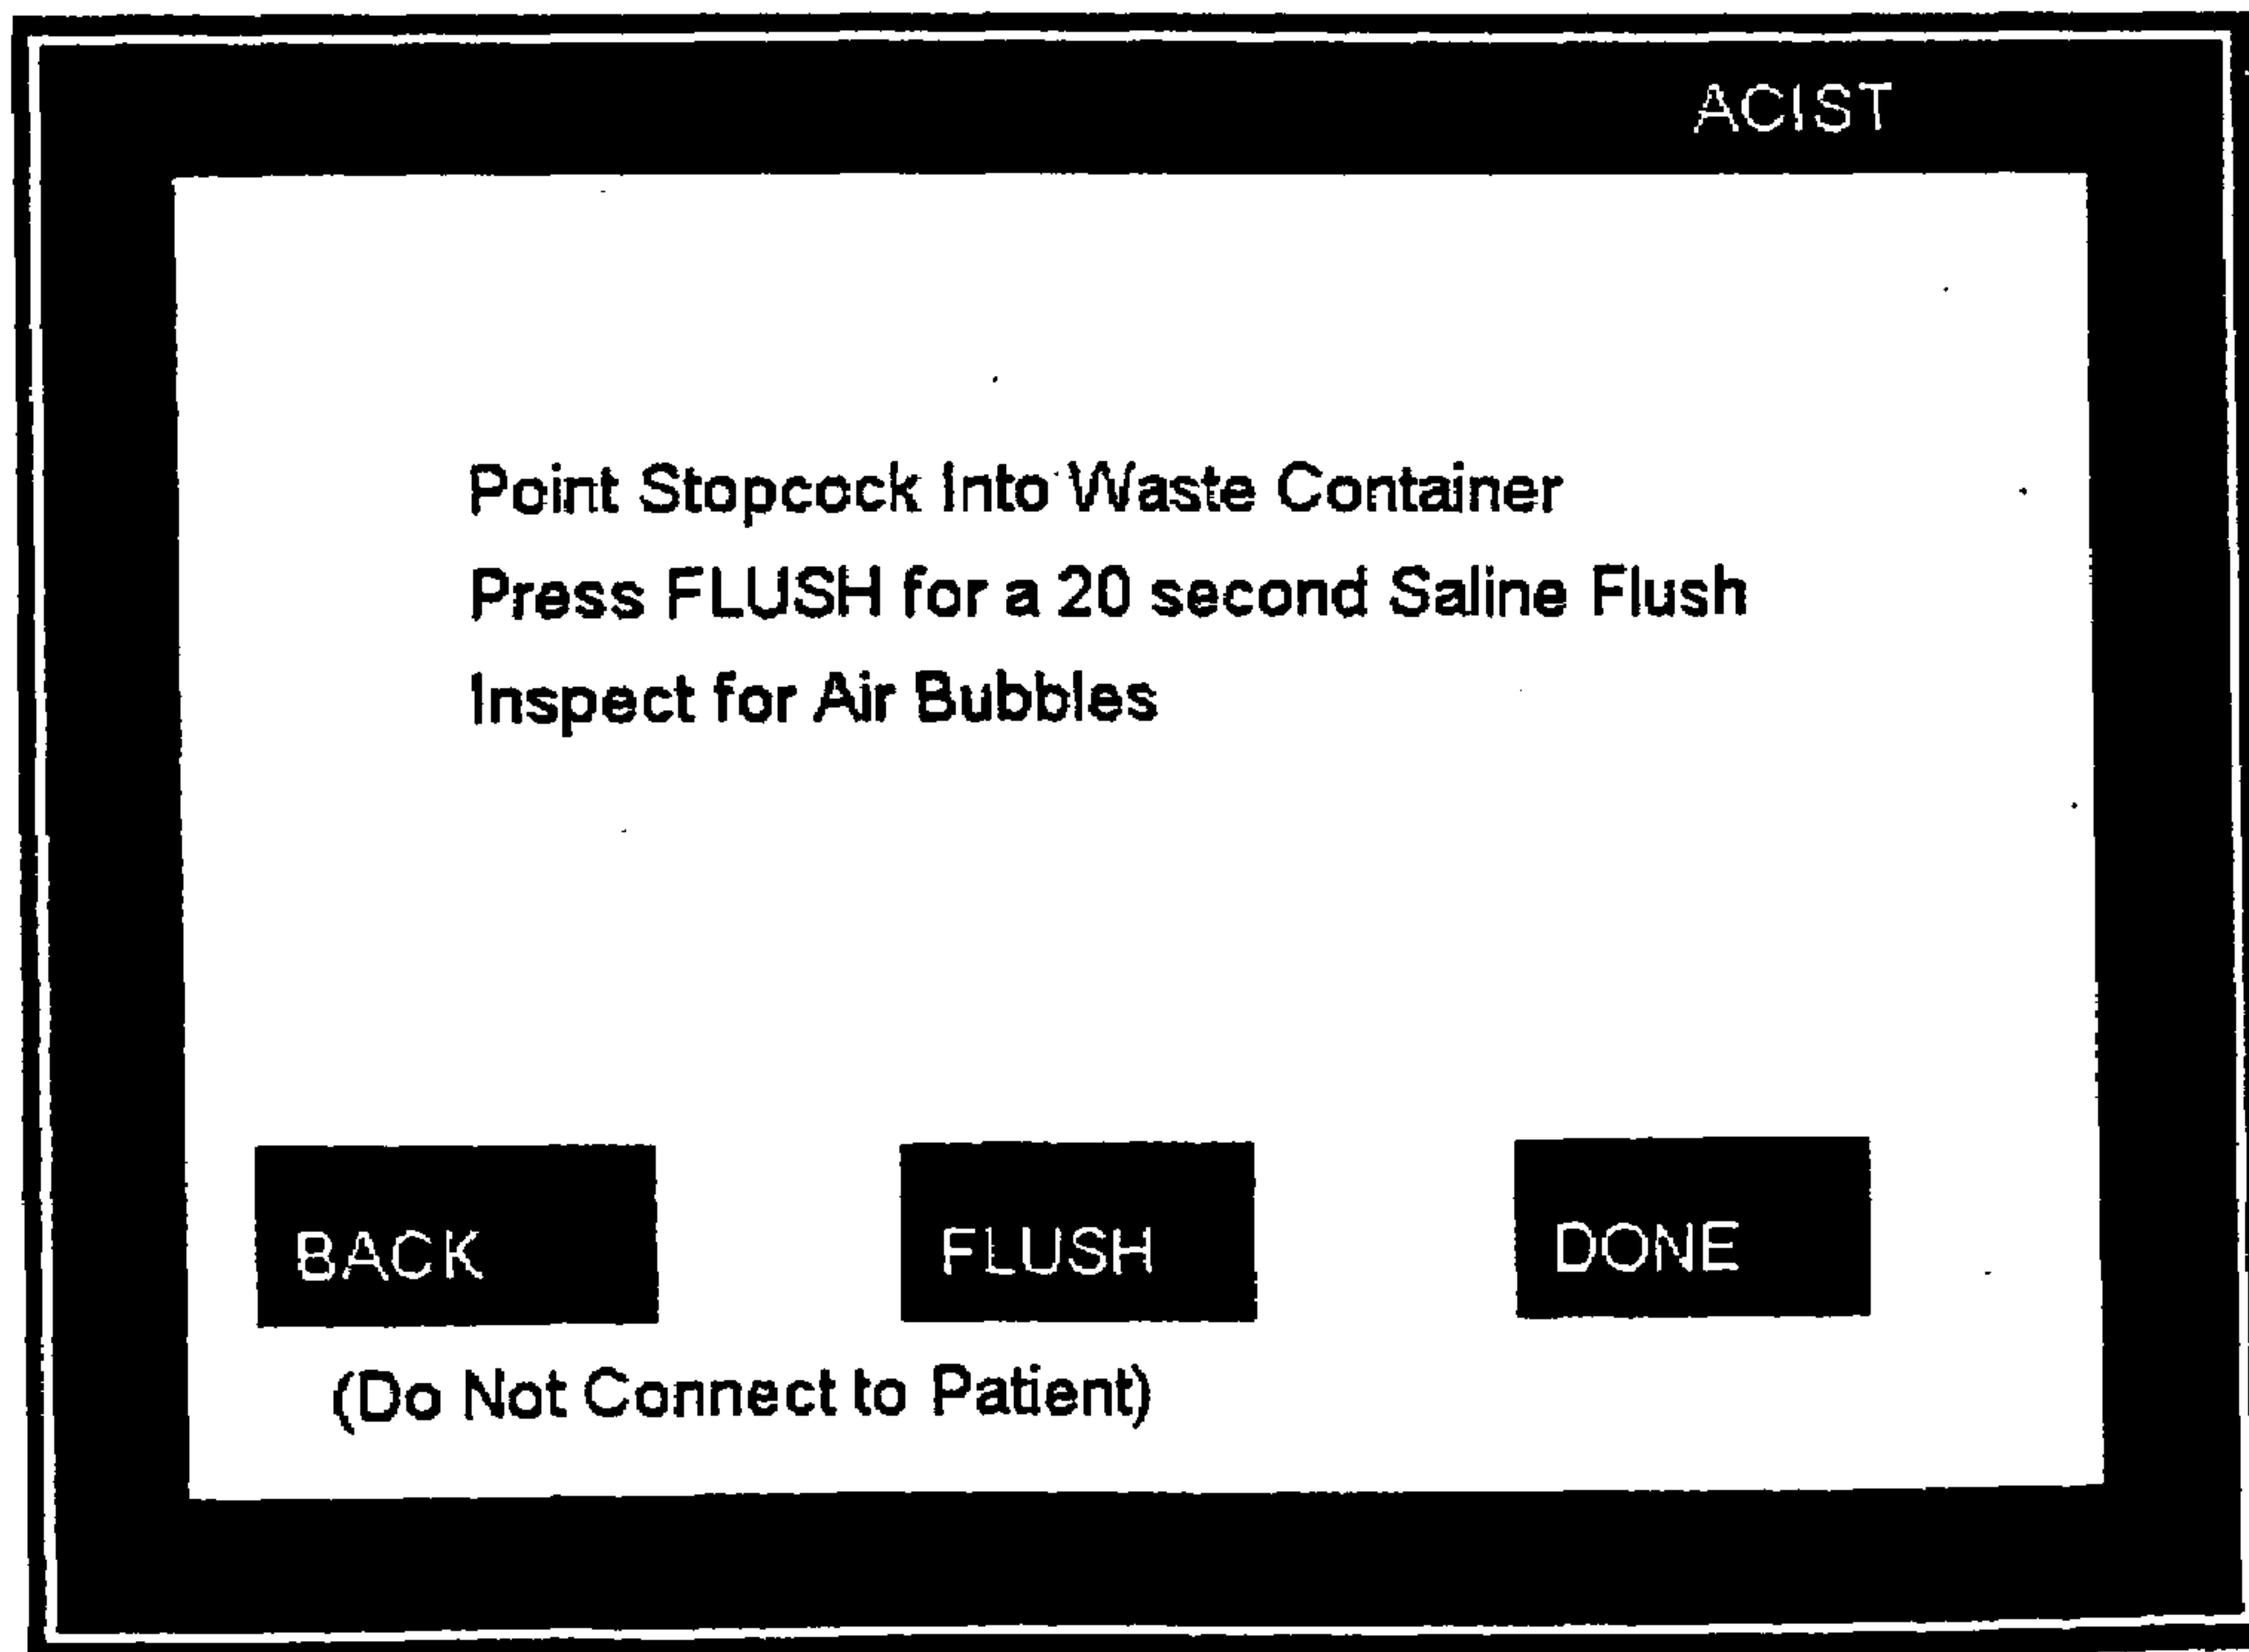 ACIST
Point Stopcock Into Waste Container
Press FLUSH for a 20 second Saline Flush
Inspect for Air Bubbles
BACK FLUSH DONE
(Do Not Connect to Patient)